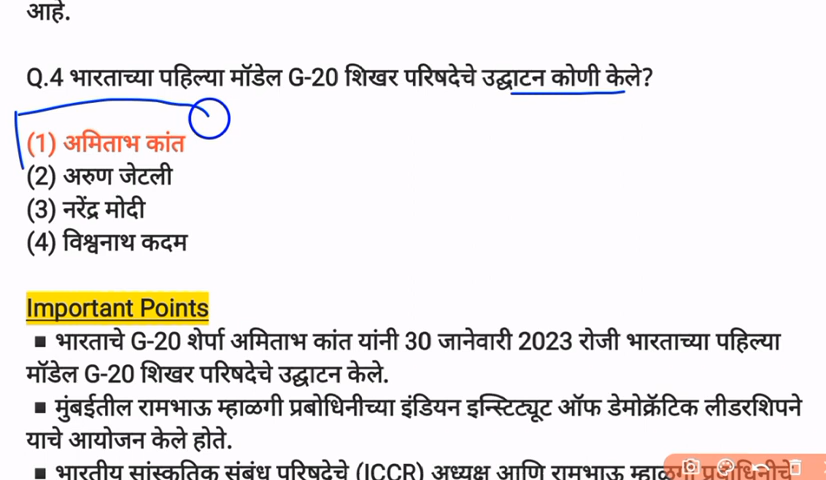 आहे.
Q.4 भारताच्या पहिल्या मॉडेल G-20 शिखर परिषदेचे उद्घाटन कोणी केले?
(1) अमिताभ कांत
(2) अरुण जेटली
(3) नरेंद्र मोदी
(4) विश्वनाथ कदम
Important Points
▪ भारताचे G-20 शेर्पा अमिताभ कांत यांनी 30 जानेवारी 2023 रोजी भारताच्या पहिल्या
मॉडेल G-20 शिखर परिषदेचे उद्घाटन केले.
▪ मुंबईतील रामभाऊ म्हाळगी प्रबोधिनीच्या इंडियन इन्स्टिट्यूट ऑफ डेमोक्रॅटिक लीडरशिपने
याचे आयोजन केले होते.
▪ भारतीय सांस्कृतिक संबंध परिषदेचे (ICCR) अध्यक्ष आणि रामभाऊ म्हाळगी प्रबोधिनीचे